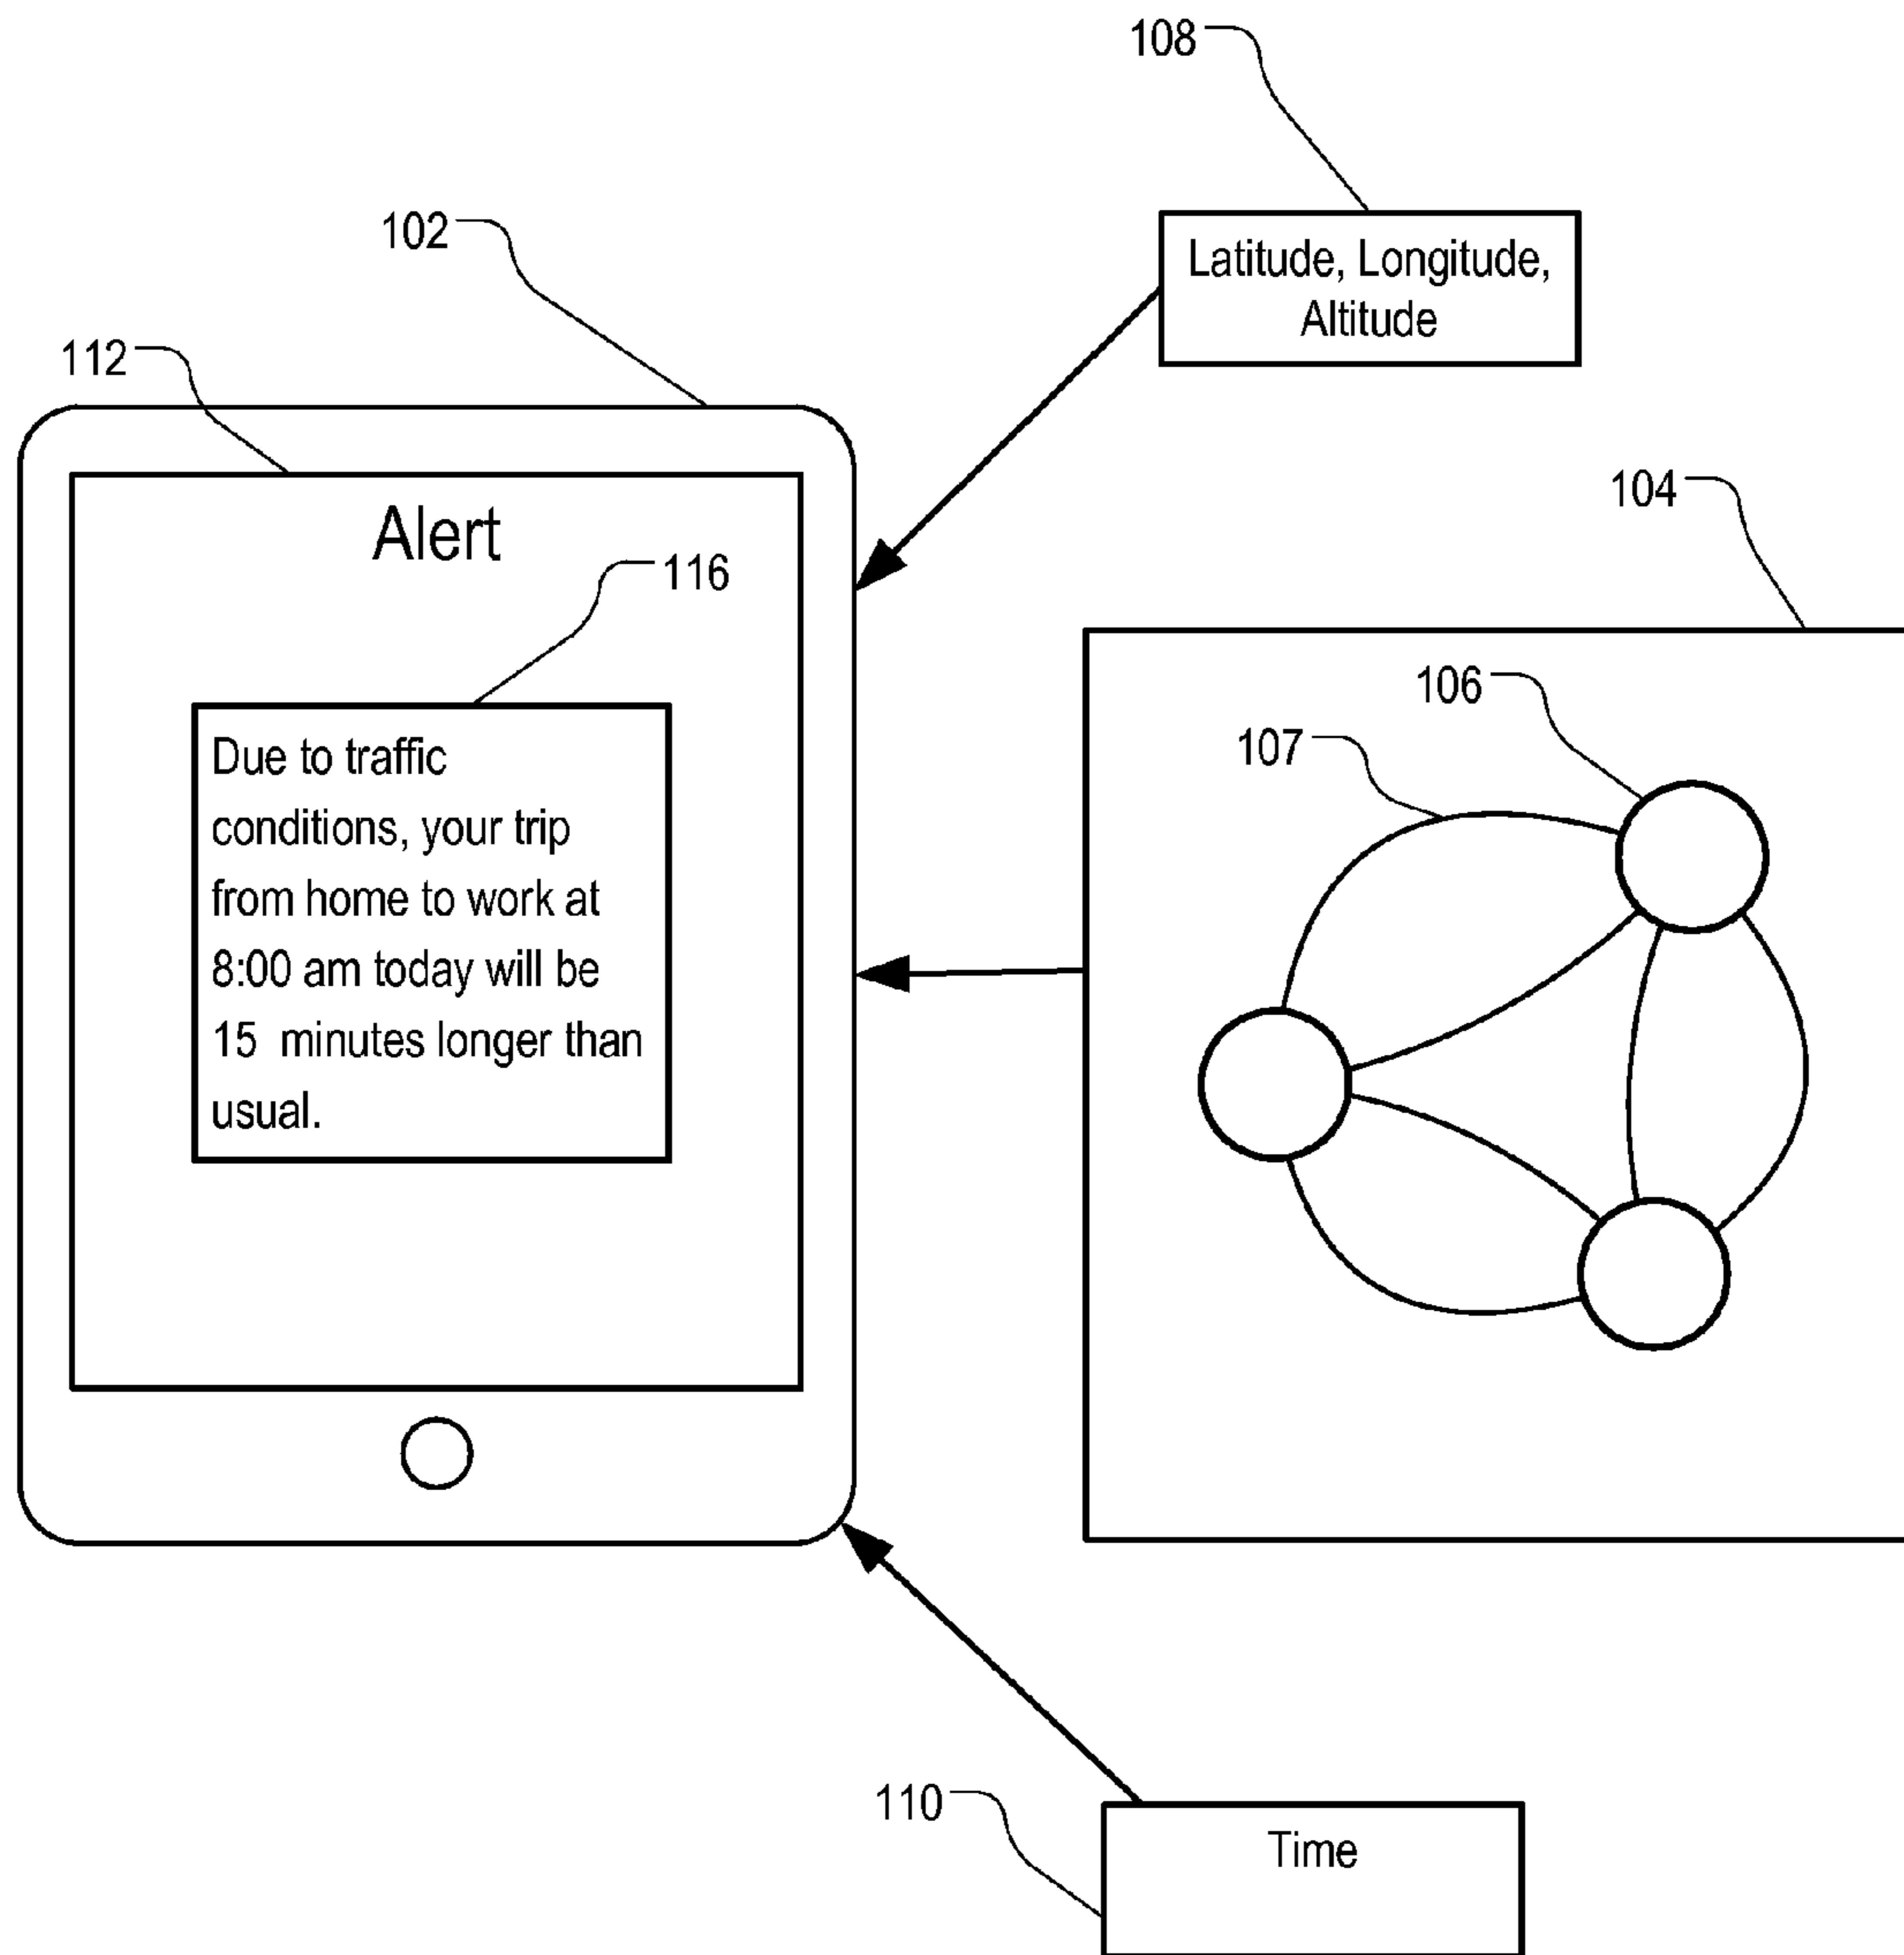 108
Latitude, Longitude,
Altitude
102
112
Alert
116
Due to traffic
conditions, your trip
from home to work at
8:00 am today will be
15 minutes longer than
usual.
104
106
107
110
Time